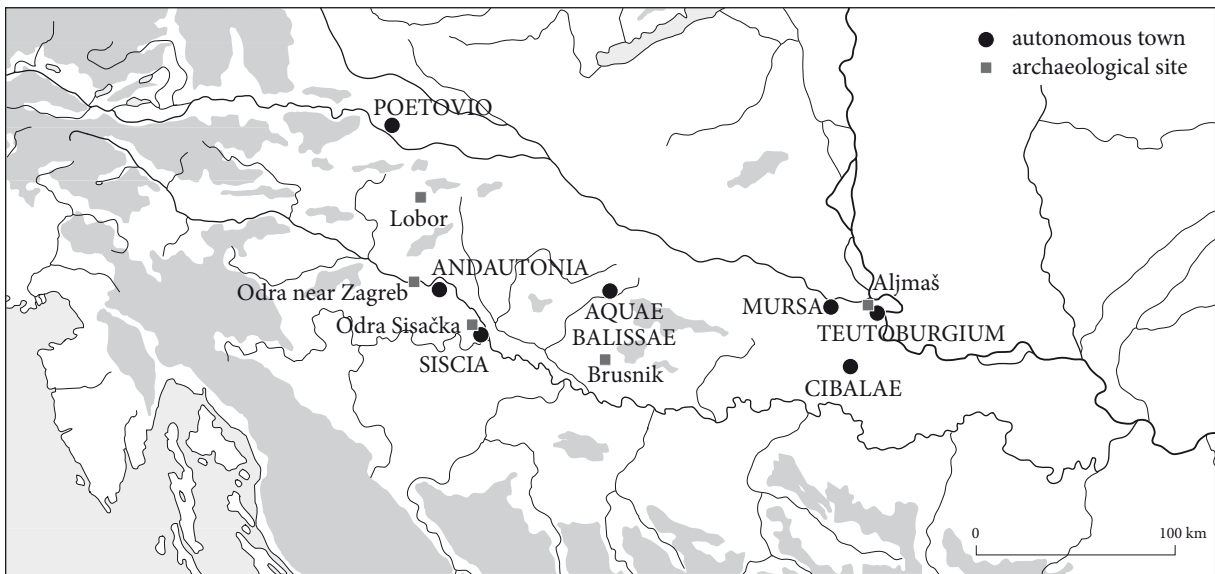 autonomous town
archaeological site
POETOVIO
Lobor
ANDAUTONIA
Odra near Zagreb
Odra Sisačka
SISCIA
AQUAE
BALISSAE
Brusnik
MURSA
Aljmaš
TEUTOBURGIUM
CIBALAE
0
100 km